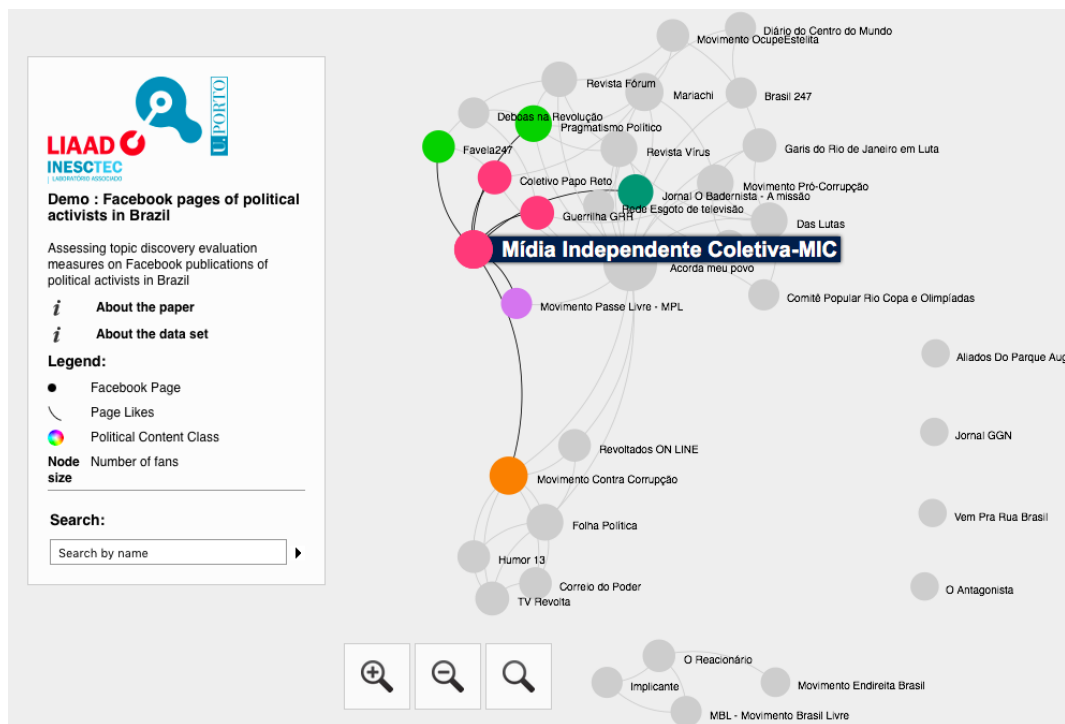 LIAAD
INESCTEC
LABORATÓRIO ASSOCIADO
U.PORTO
Demo : Facebook pages of political
activists in Brazil
Assessing topic discovery evaluation
measures on Facebook publications of
political activists in Brazil
i About the paper
i About the data set
Legend:
Facebook Page
Page Likes
Political Content Class
Node size Number of fans
Search:
Search by name
Diário do Centro do Mundo
Movimento OcupeEstelita
Revista Fórum
Mariachi
Brasil 247
Deboas na Revolução
Pragmatismo Político
Favela247
Revista Vírus
Garis do Rio de Janeiro em Luta
Coletivo Papo Reto
Movimento Pró-Corrupção
Jornal O Badernista - A missão
Rede Esgoto de televisão
Guerrilha GRR
Das Lutas
Mídia Independente Coletiva-MIC
Acorda meu povo
Comitê Popular Rio Copa e Olimpíadas
Movimento Passe Livre - MPL
Aliados Do Parque Aug
Jornal GGN
Revoltados ON LINE
Movimento Contra Corrupção
Vem Pra Rua Brasil
Folha Política
Humor 13
Correio do Poder
O Antagonista
TV Revolta
O Reacionário
Implicante
Movimento Endireita Brasil
MBL - Movimento Brasil Livre